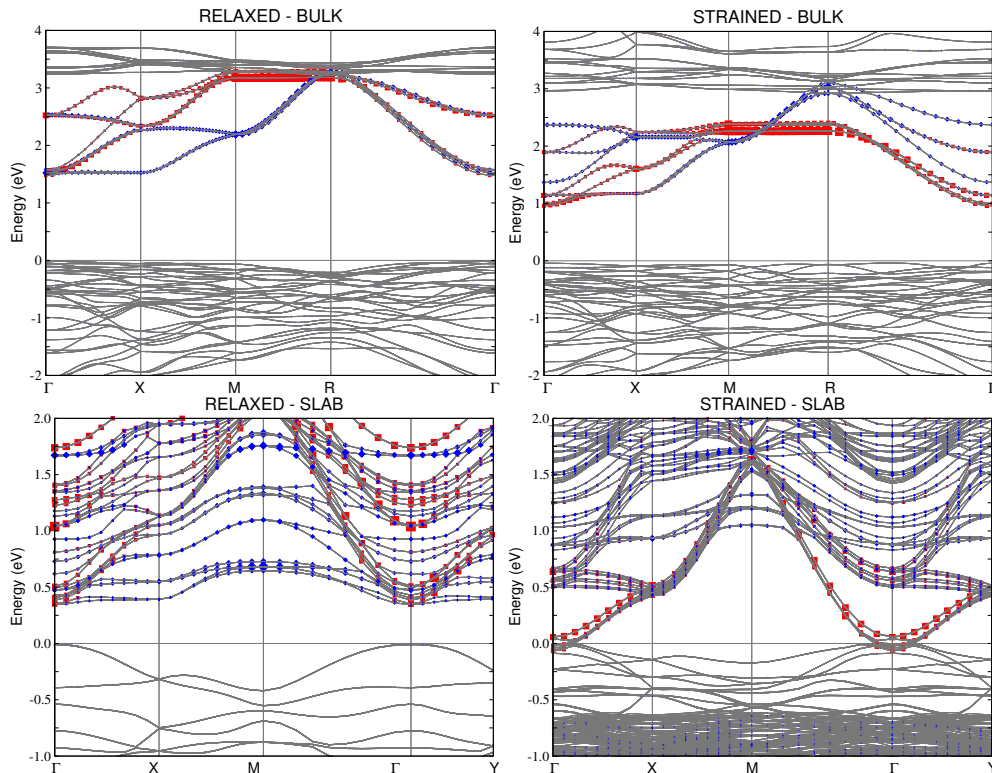 RELAXED - BULK
4
3
2
1
0
-1
-2
Energy (eV)
Γ X M R Γ
STRAINED - BULK
4
3
2
1
0
-1
-2
Energy (eV)
Γ X M R Γ
RELAXED - SLAB
2.0
1.5
1.0
0.5
0.0
-0.5
-1.0
Energy (eV)
Γ X M Γ Y
STRAINED - SLAB
2.0
1.5
1.0
0.5
0.0
-0.5
-1.0
Energy (eV)
Γ X M Γ Y